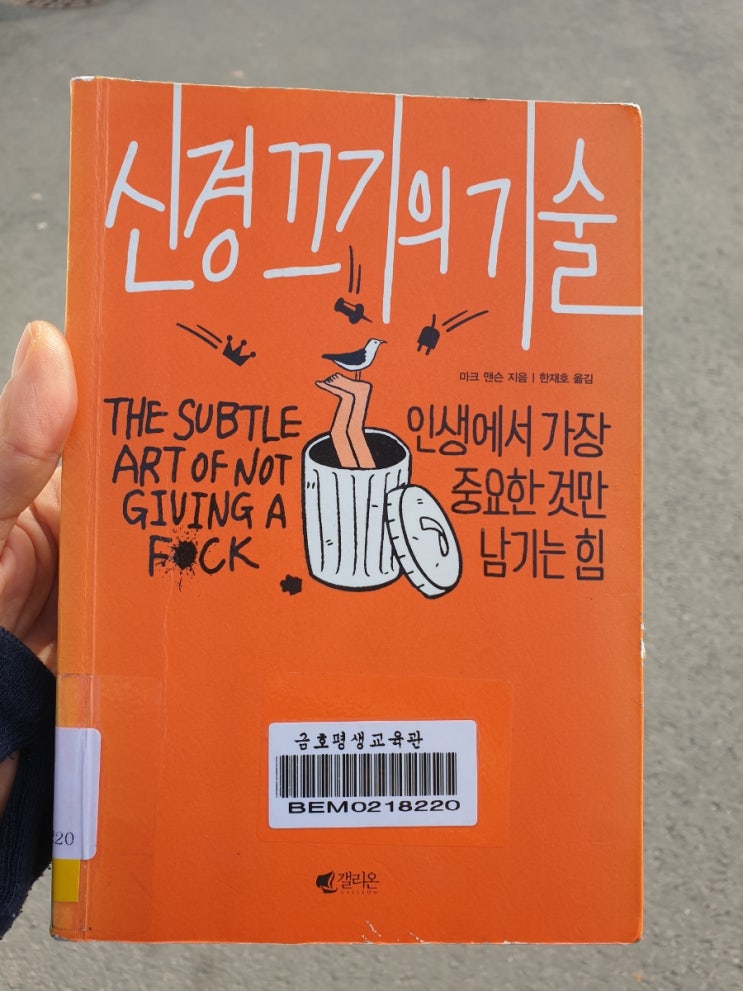 신경 끄기의 기술
마크 맨슨 지음 | 한재호 옮김
THE SUBTLE
ART OF NOT
GIVING A
F CK
인생에서 가장
중요한 것만
남기는 힘
금호평생교육관
BEM0218220
220
갤리온
GALLEON